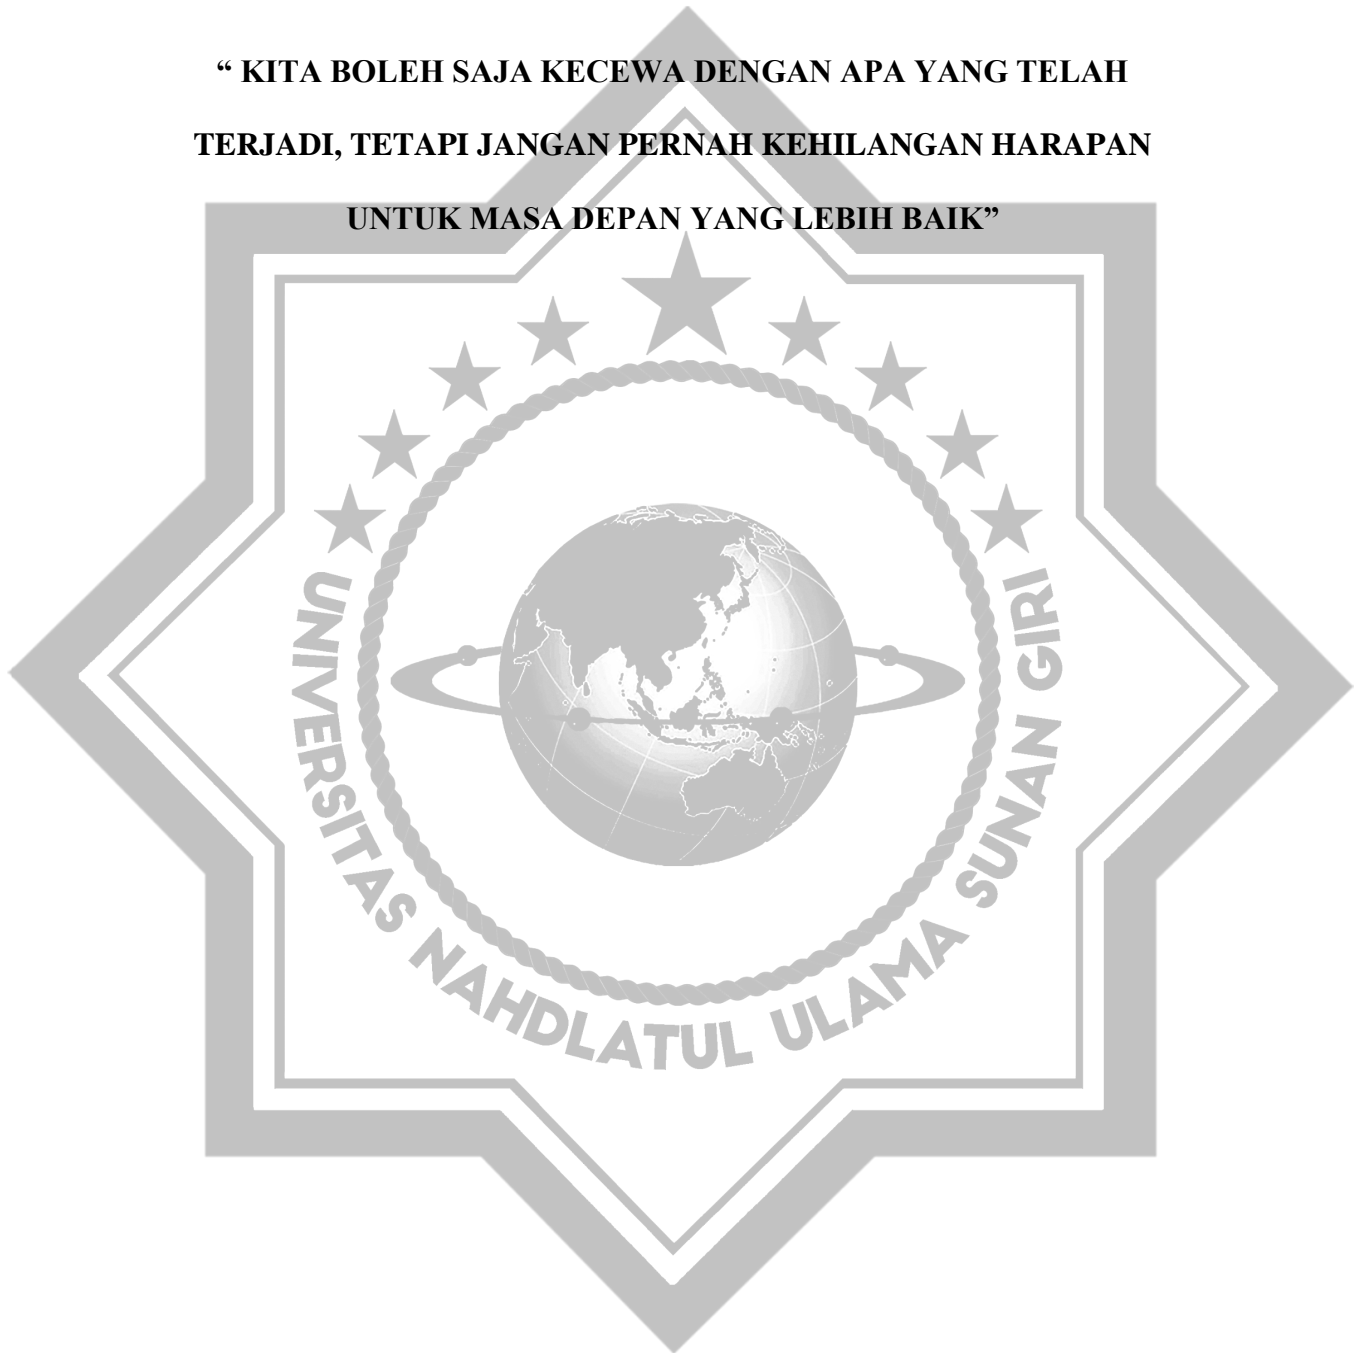 “ KITA BOLEH SAJA KECEWA DENGAN APA YANG TELAH
TERJADI, TETAPI JANGAN PERNAH KEHILANGAN HARAPAN
UNTUK MASA DEPAN YANG LEBIH BAIK”
UNIVERSITAS NAHDLATUL ULAMA SUNAN GIRI